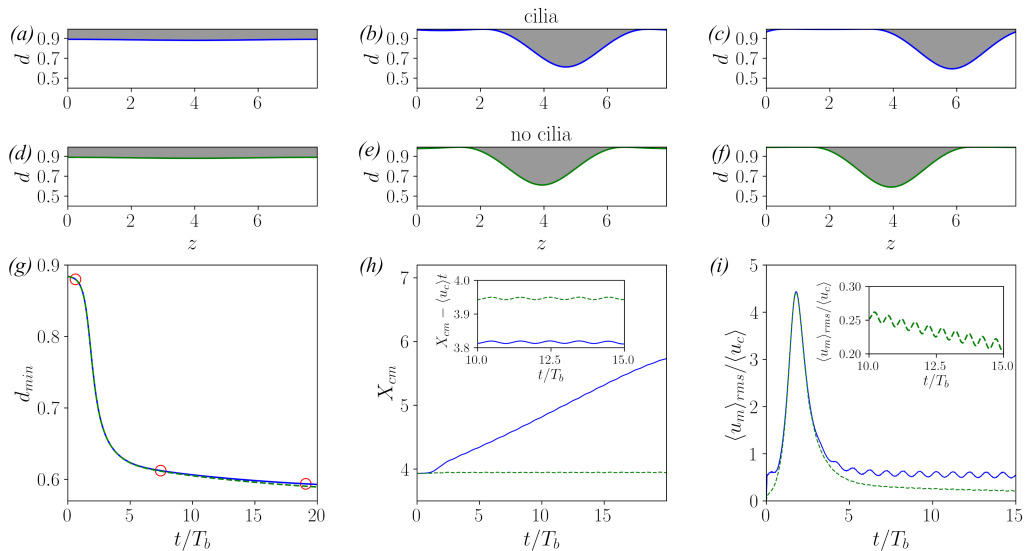 cilia
(a)
0.9
0.7
0.5
d
0 2 4 6
(b)
0.9
0.7
0.5
d
0 2 4 6
(c)
0.9
0.7
0.5
d
0 2 4 6
no cilia
(d)
0.9
0.7
0.5
d
0 2 4 6
z
(e)
0.9
0.7
0.5
d
0 2 4 6
z
(f)
0.9
0.7
0.5
d
0 2 4 6
z
(g)
0.9
0.8
0.7
0.6
d_min
0 5 10 15 20
t/T_b
(h)
7
6
5
4
X_cm
0 5 10 15
t/T_b
4.0
3.9
3.8
X_cm − ⟨u_c⟩t
10.0 12.5 15.0
t/T_b
(i)
5
4
3
2
1
0
⟨u_m⟩_rms/⟨u_c⟩
0 5 10 15
t/T_b
0.30
0.25
0.20
⟨u_m⟩_rms/⟨u_c⟩
10.0 12.5 15.0
t/T_b